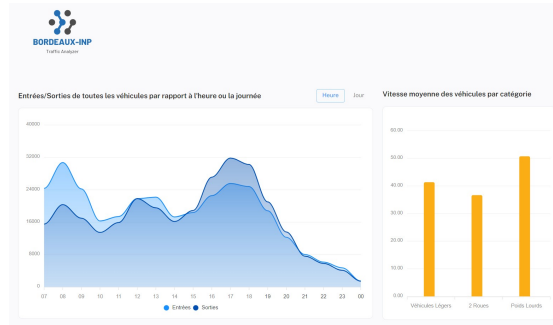 BORDEAUX-INP
Traffix Analyzer
Entrées/Sorties de toutes les véhicules par rapport à l'heure ou la journée
Heure
Jour
40000
32000
24000
16000
8000
0
07 08 09 10 11 12 13 14 15 16 17 18 19 20 21 22 23 00
Entrées Sorties
Vitesse moyenne des véhicules par catégorie
60.00
50.00
40.00
30.00
20.00
10.00
0.00
Véhicules Légers 2 Roues Poids Lourds